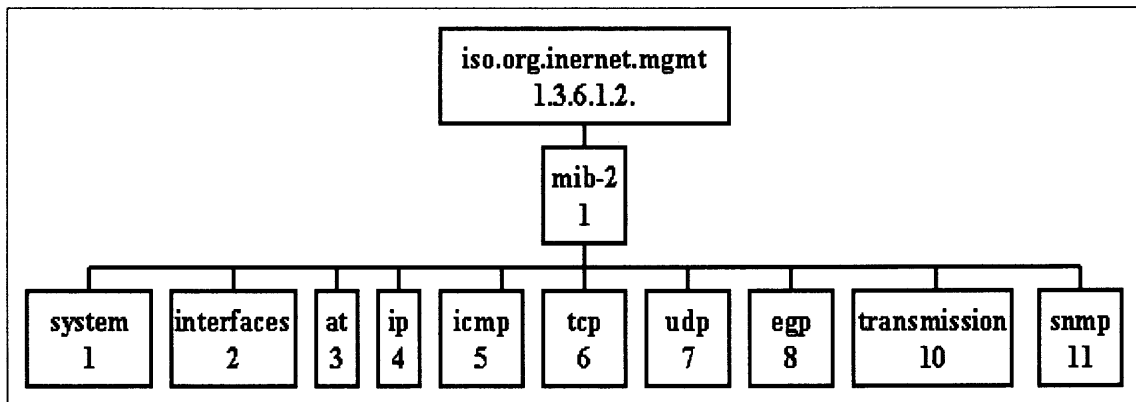 iso.org.inernet.mgmt
1.3.6.1.2.
mib-2
1
system
1
interfaces
2
at
3
ip
4
icmp
5
tcp
6
udp
7
egp
8
transmission
10
snmp
11